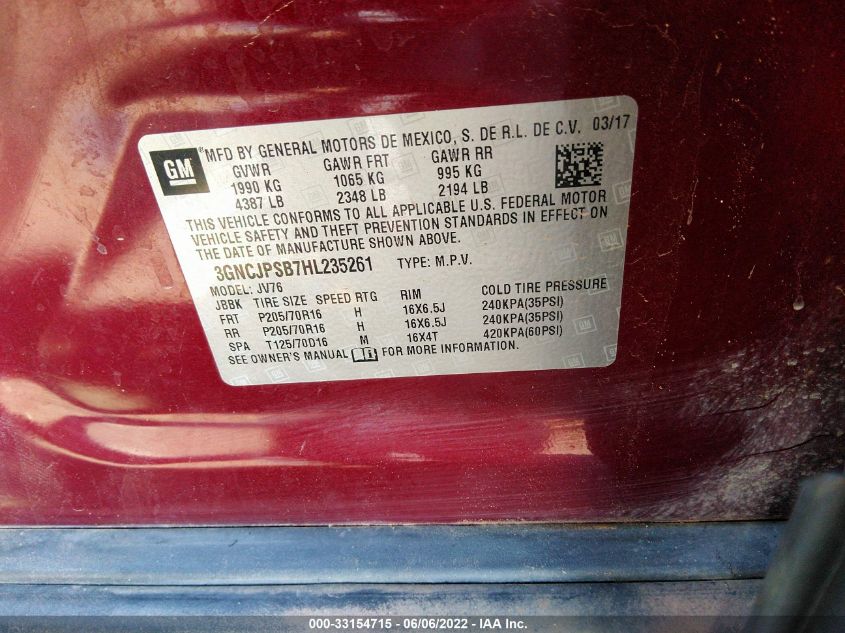 GM
® MFD BY GENERAL MOTORS DE MEXICO, S. DE R.L. DE C.V. 03/17
GVWR GAWR FRT GAWR RR
1990 KG 1065 KG 995 KG
4387 LB 2348 LB 2194 LB
THIS VEHICLE CONFORMS TO ALL APPLICABLE U.S. FEDERAL MOTOR
VEHICLE SAFETY AND THEFT PREVENTION STANDARDS IN EFFECT ON
THE DATE OF MANUFACTURE SHOWN ABOVE.
3GNCJPSB7HL235261 TYPE: M.P.V.
MODEL: JV76
JBBK TIRE SIZE SPEED RTG RIM COLD TIRE PRESSURE
FRT P205/70R16 H 16X6.5J 240KPA(35PSI)
RR P205/70R16 H 16X6.5J 240KPA(35PSI)
SPA T125/70D16 M 16X4T 420KPA(60PSI)
SEE OWNER'S MANUAL FOR MORE INFORMATION.
000-33154715 - 06/06/2022 - ©IAA Inc.